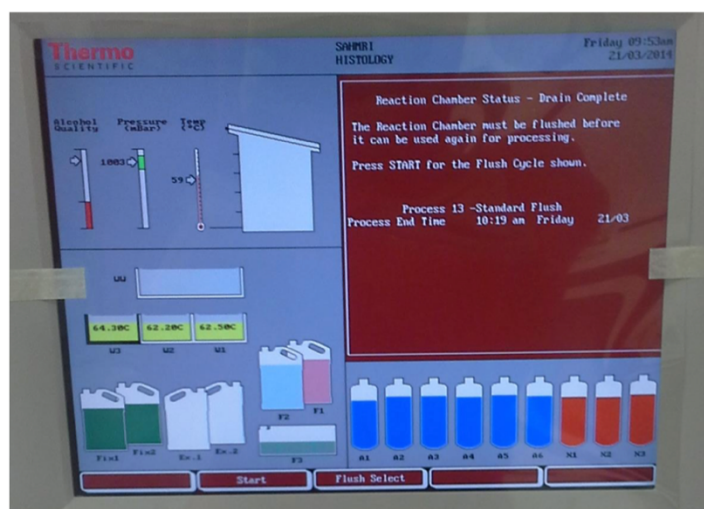 Thermo
SCIENTIFIC
SAHMRI
HISTOLOGY
Friday 09:53am
21/03/2014
Alcohol Quality
Pressure (mBar)
Temp (°C)
1003
59
Reaction Chamber Status - Drain Complete
The Reaction Chamber must be flushed before
it can be used again for processing.
Press START for the Flush Cycle shown.
Process 13 -Standard Flush
Process End Time 10:19 am Friday 21/03
WW
64.30C 62.20C 62.50C
W3 W2 W1
F2 F1
Fix1 Fix2 Ex.1 Ex.2 F3
A1 A2 A3 A4 A5 A6 X1 X2 X3
Start Flush Select